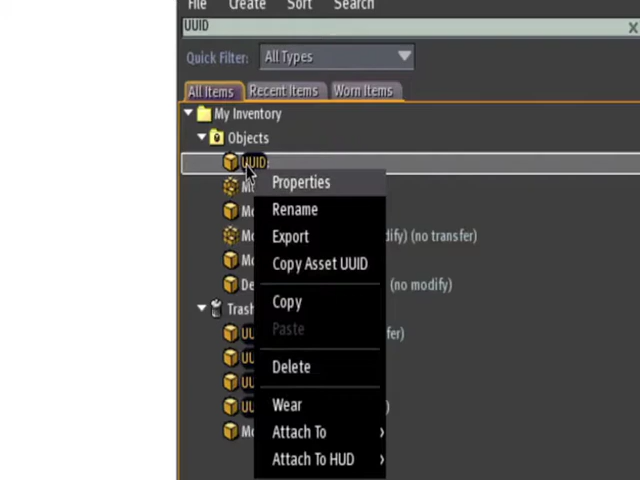 File Create Sort Search
UUID X
Quick Filter: All Types
All Items Recent Items Worn Items
My Inventory
Objects
UUID
Properties
Rename
Export
(no transfer)
Copy Asset UUID
(no modify)
Copy
Trash
Paste
Delete
Wear
Attach To
Attach To HUD